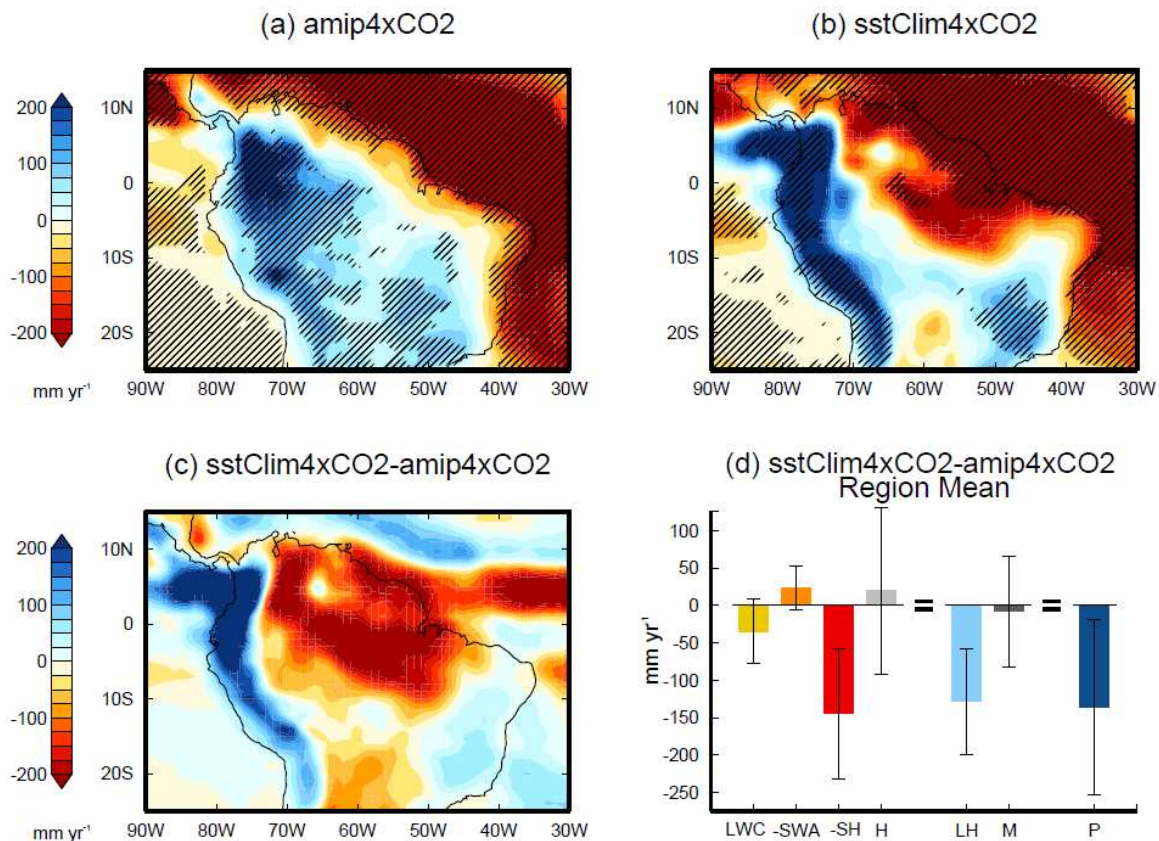 (a) amip4xCO2
200
100
0
-100
-200
mm yr⁻¹
10N
0
10S
20S
90W 80W 70W 60W 50W 40W 30W
(b) sstClim4xCO2
10N
0
10S
20S
90W 80W 70W 60W 50W 40W 30W
(c) sstClim4xCO2-amip4xCO2
200
100
0
-100
-200
mm yr⁻¹
10N
0
10S
20S
90W 80W 70W 60W 50W 40W 30W
(d) sstClim4xCO2-amip4xCO2
Region Mean
mm yr⁻¹
100
50
0
-50
-100
-150
-200
-250
= =
LWC -SWA -SH H LH M P